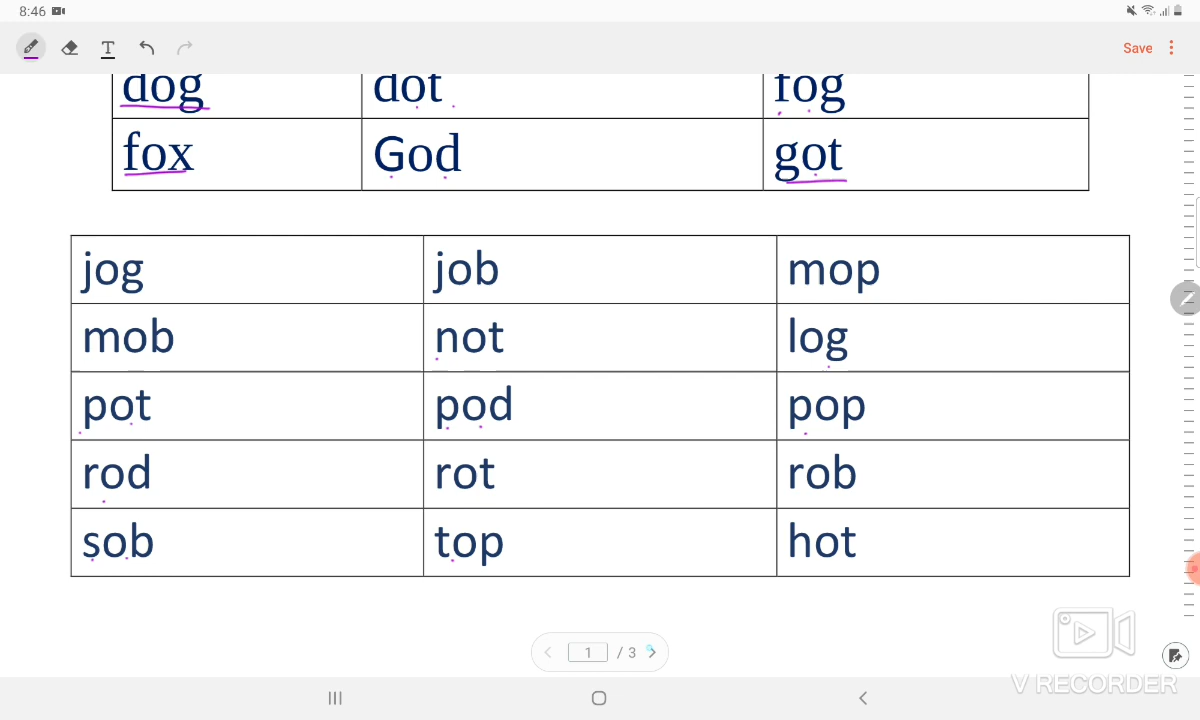 8:46
T Save
dog dot fog
fox God got
jog job mop
mob not log
pot pod pop
rod rot rob
sob top hot
1 / 3
V RECORDER